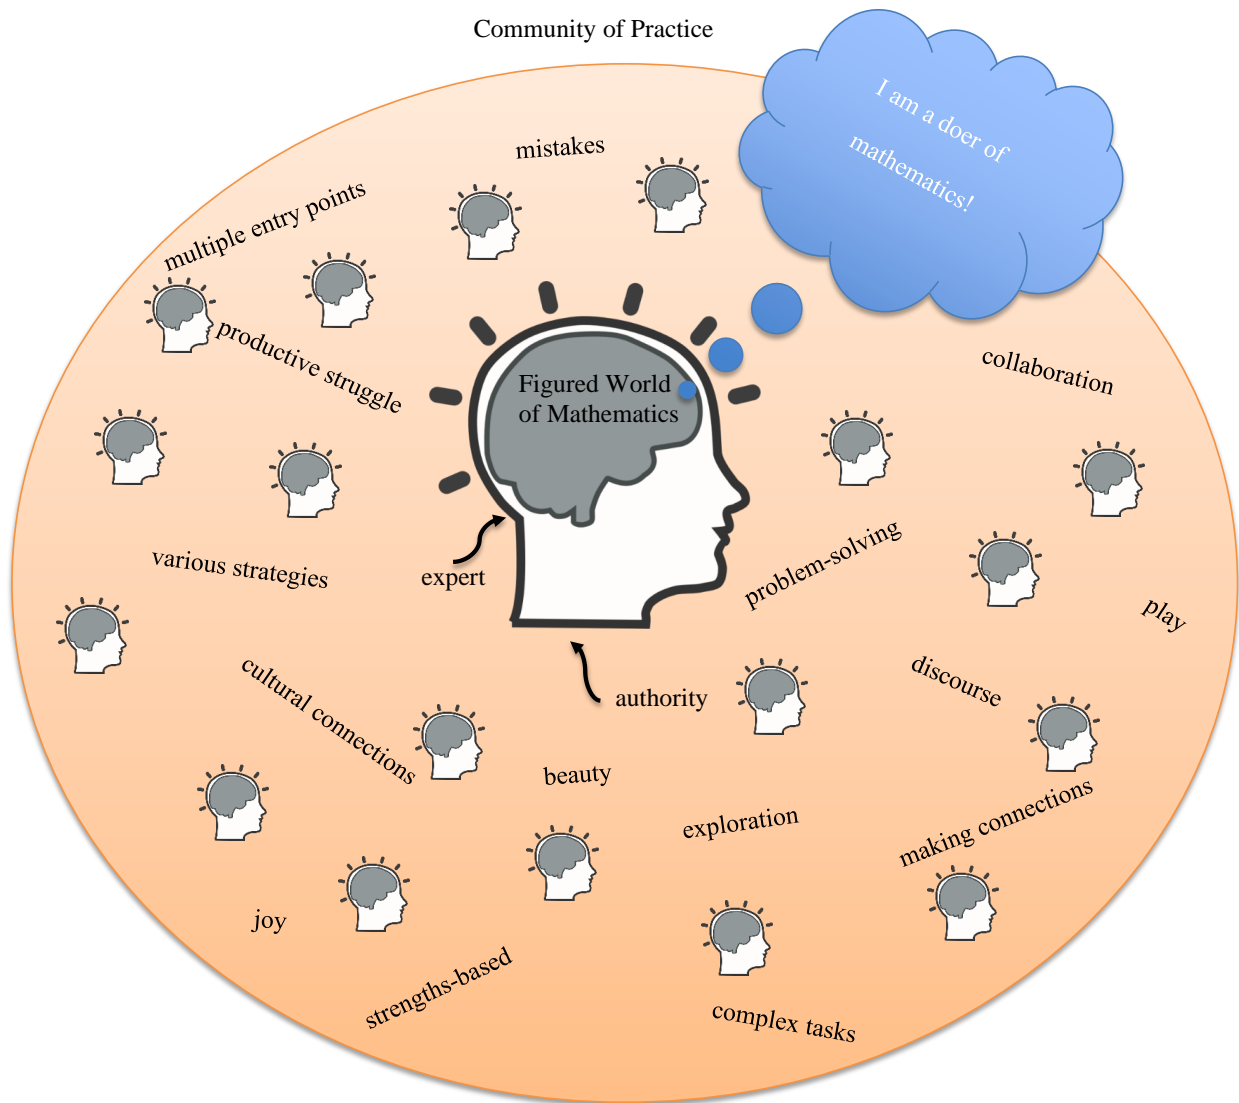 Community of Practice
I am a doer of
mathematics!
mistakes
multiple entry points
productive struggle
collaboration
Figured World
of Mathematics
various strategies
expert
problem-solving
play
cultural connections
authority
discourse
beauty
exploration
making connections
joy
strengths-based
complex tasks